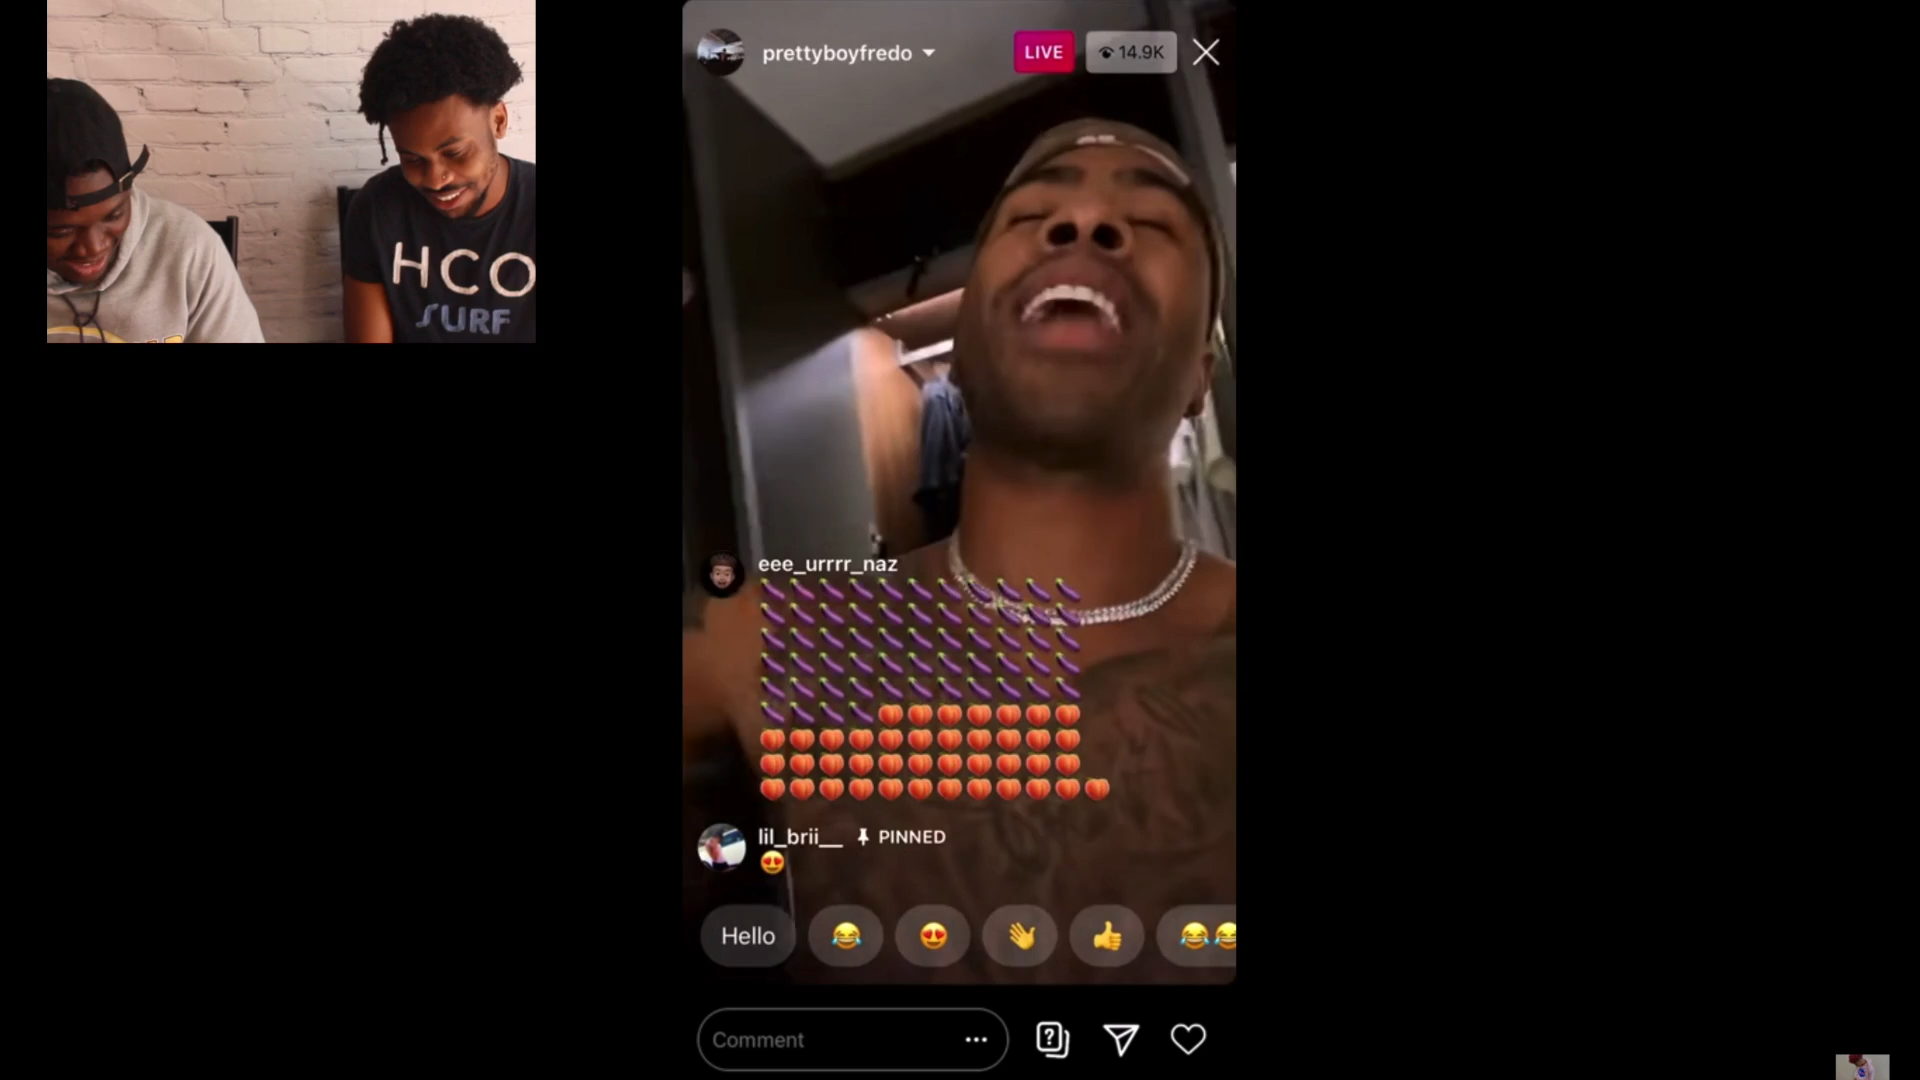 HCO
SURF
prettyboyfredo
LIVE
14.9K
eee_urrrr_naz
🍆🍆🍆🍆🍆🍆🍆🍆🍆🍆🍆
🍆🍆🍆🍆🍆🍆🍆🍆🍆🍆🍆
🍆🍆🍆🍆🍆🍆🍆🍆🍆🍆🍆
🍆🍆🍆🍆🍆🍆🍆🍆🍆🍆🍆
🍆🍆🍆🍆🍆🍆🍆🍆🍆🍆🍆
🍆🍆🍆🍆🍑🍑🍑🍑🍑🍑🍑
🍑🍑🍑🍑🍑🍑🍑🍑🍑🍑🍑
🍑🍑🍑🍑🍑🍑🍑🍑🍑🍑🍑
🍑🍑🍑🍑🍑🍑🍑🍑🍑🍑🍑🍑
lil_brii__ PINNED
😍
Hello 😂 😍 👋 👍 😂😂
Comment